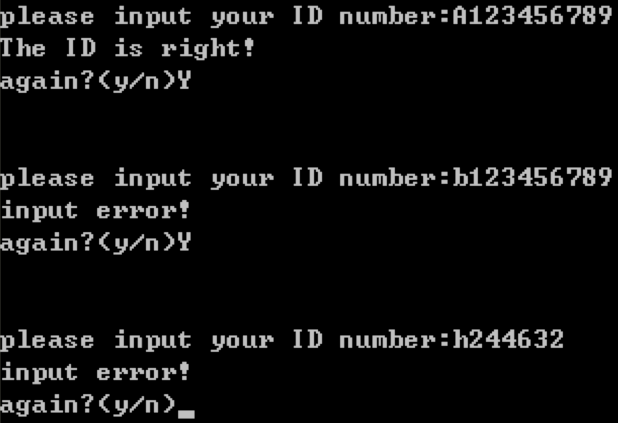 please input your ID number:A123456789
The ID is right!
again?(y/n)Y
please input your ID number:b123456789
input error!
again?(y/n)Y
please input your ID number:h244632
input error!
again?(y/n)_